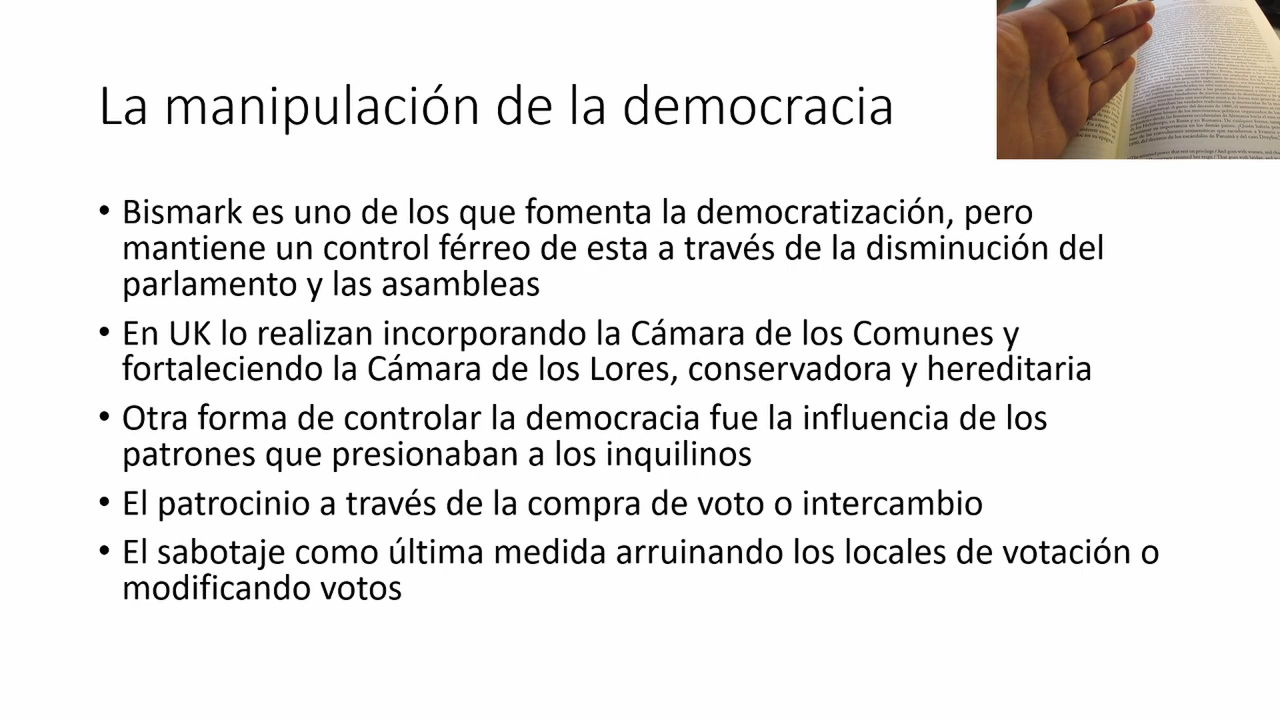 La manipulación de la democracia
• Bismark es uno de los que fomenta la democratización, pero
mantiene un control férreo de esta a través de la disminución del
parlamento y las asambleas
• En UK lo realizan incorporando la Cámara de los Comunes y
fortaleciendo la Cámara de los Lores, conservadora y hereditaria
• Otra forma de controlar la democracia fue la influencia de los
patrones que presionaban a los inquilinos
• El patrocinio a través de la compra de voto o intercambio
• El sabotaje como última medida arruinando los locales de votación o
modificando votos